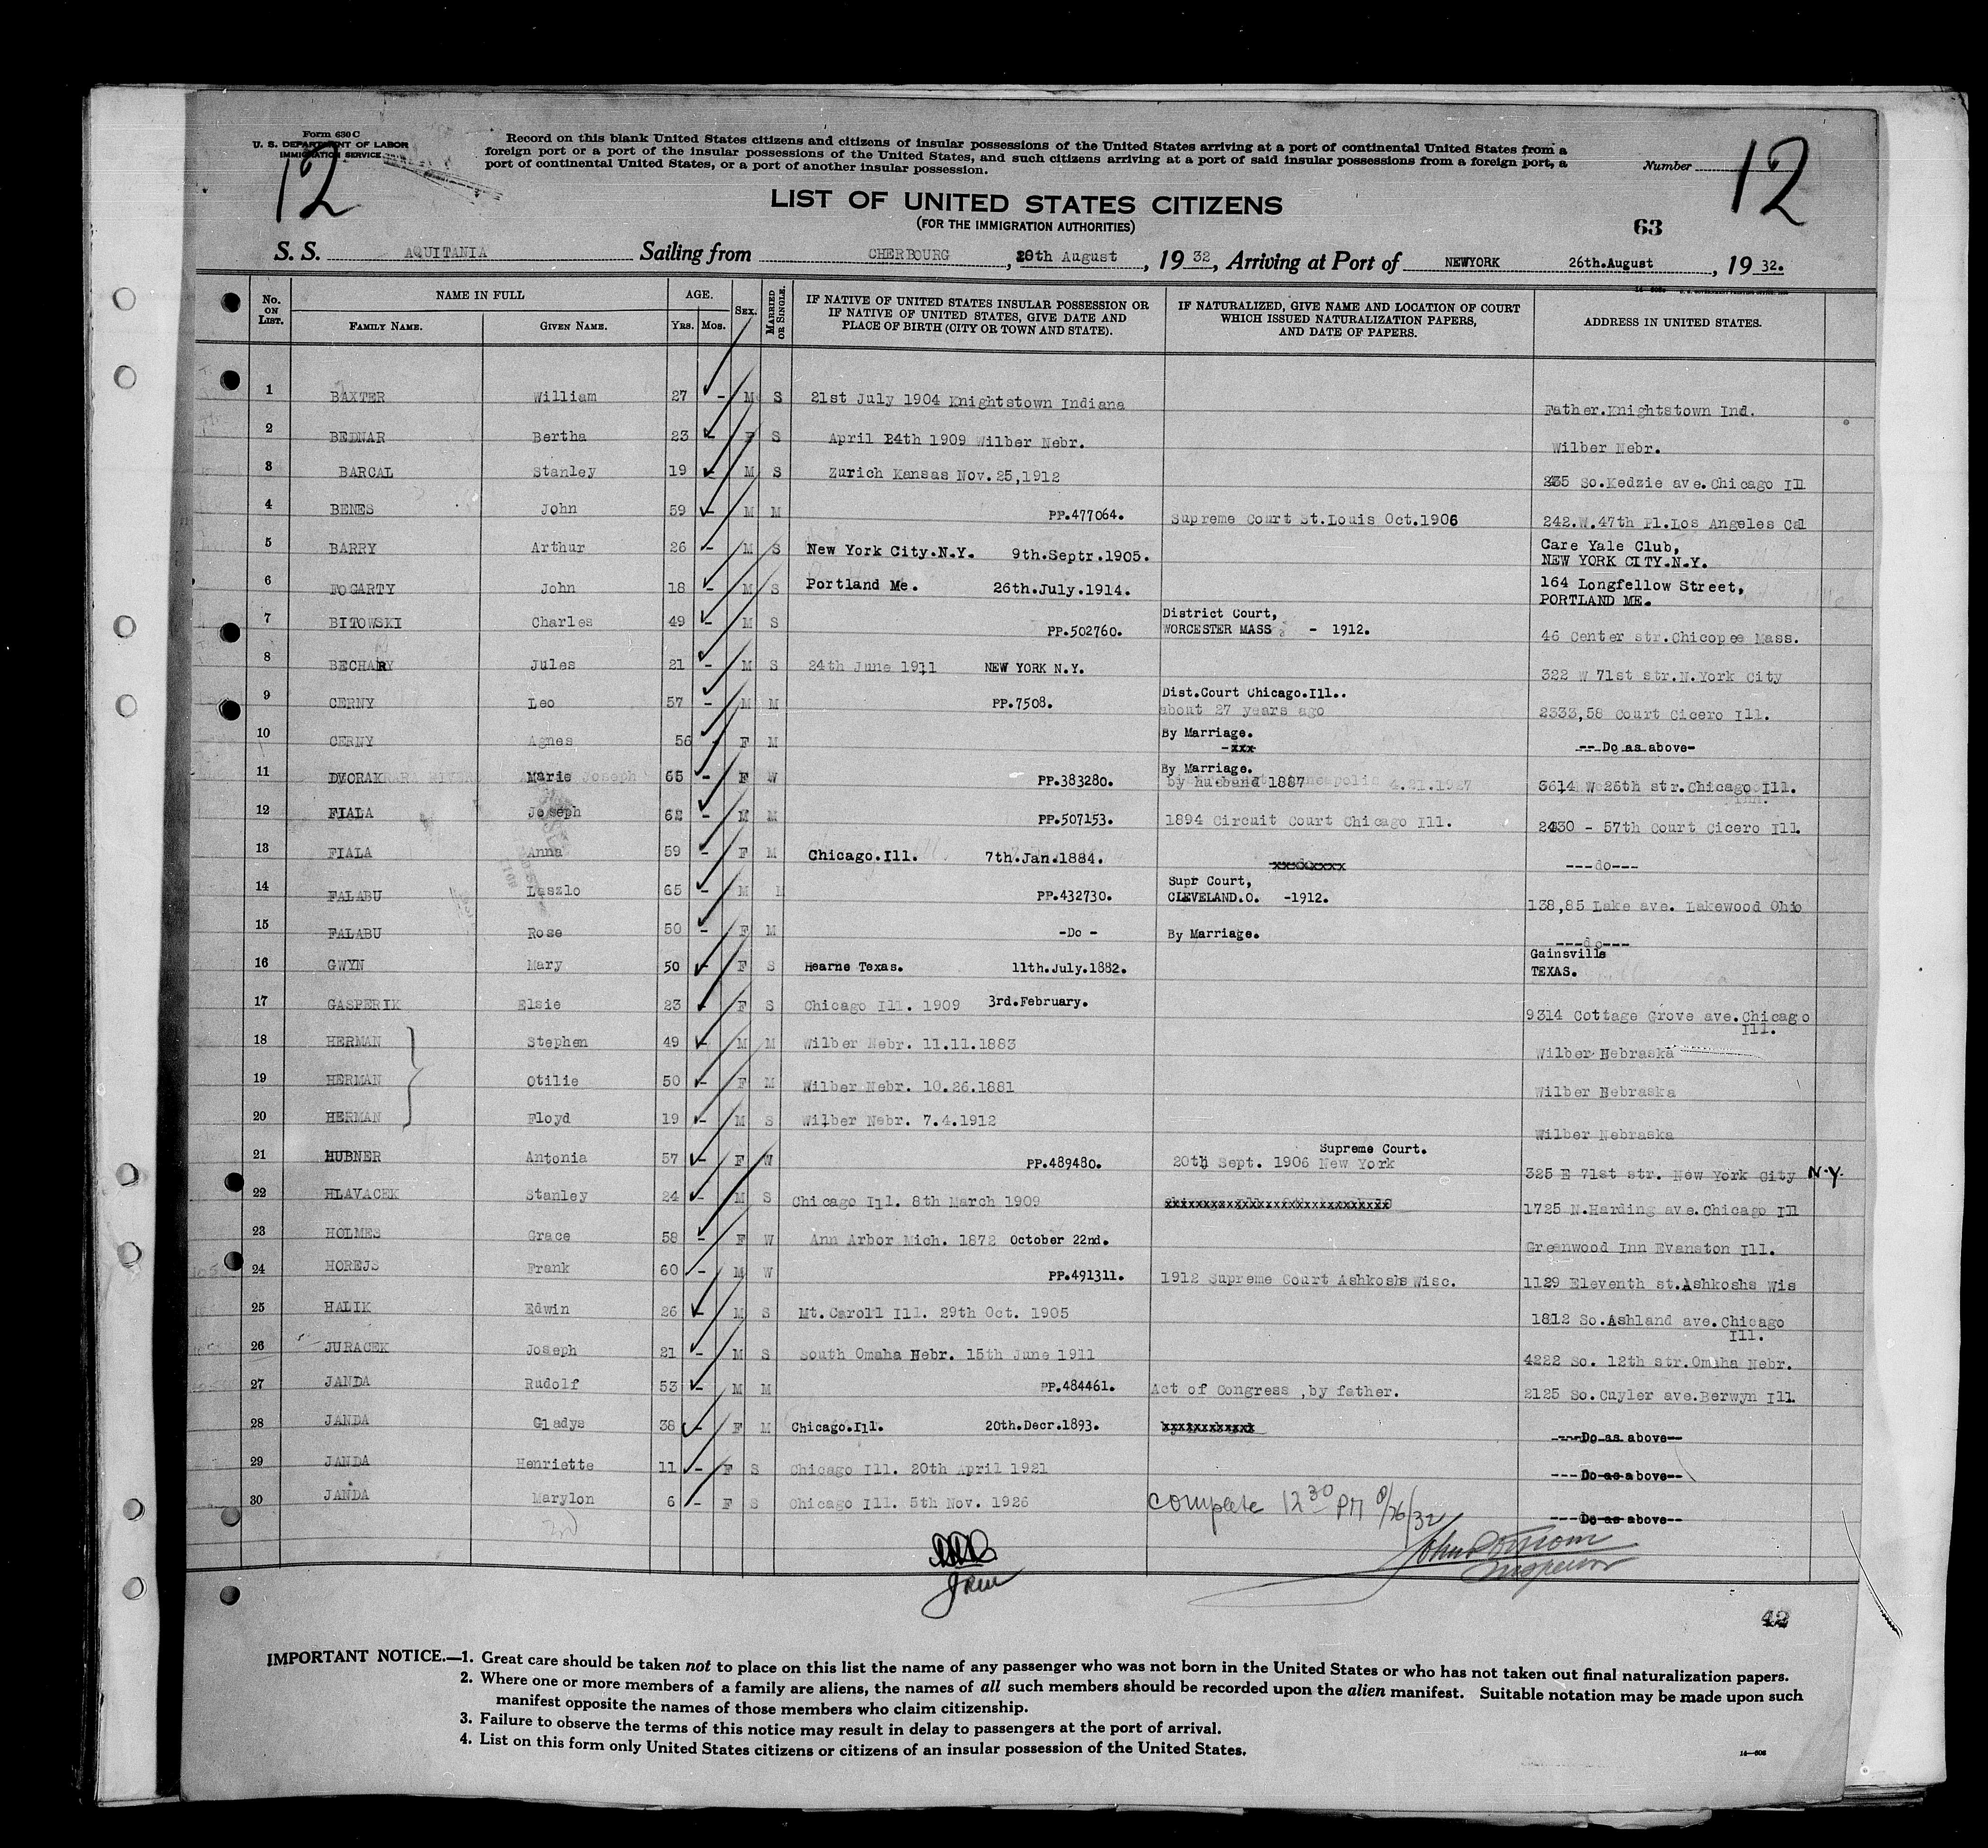 Form 630 C
U. S. DEPARTMENT OF LABOR
IMMIGRATION SERVICE
12
Record on this blank United States citizens and citizens of insular possessions of the United States arriving at a port of continental United States from a
foreign port or a port of the insular possessions of the United States, and such citizens arriving at a port of said insular possessions from a foreign port, a
port of continental United States, or a port of another insular possession.
Number 12
LIST OF UNITED STATES CITIZENS
(FOR THE IMMIGRATION AUTHORITIES)
63
S. S. AQUITANIA Sailing from CHERBOURG, 20th August, 1932, Arriving at Port of NEWYORK 26th.August, 1932.
No. ON LIST. NAME IN FULL FAMILY NAME. GIVEN NAME. AGE. YRS. MOS. SEX. MARRIED OR SINGLE. IF NATIVE OF UNITED STATES INSULAR POSSESSION OR IF NATIVE OF UNITED STATES, GIVE DATE AND PLACE OF BIRTH (CITY OR TOWN AND STATE). IF NATURALIZED, GIVE NAME AND LOCATION OF COURT WHICH ISSUED NATURALIZATION PAPERS, AND DATE OF PAPERS. ADDRESS IN UNITED STATES.
1 BAXTER William 27 - M S 21st July 1904 Knightstown Indiana Father.Knightstown Ind.
2 BEDNAR Bertha 23 - F S April 24th 1909 Wilber Nebr. Wilber Nebr.
3 BARCAL Stanley 19 - M S Zurich Kansas Nov.25,1912 2435 So.Kedzie ave.Chicago Ill
4 BENES John 59 - M M PP.477064. Supreme Court St.Louis Oct.1906 242.W.47th Pl.Los Angeles Cal
5 BARRY Arthur 26 - M S New York City.N.Y. 9th.Septr.1905. Care Yale Club,
NEW YORK CITY.N.Y.
6 FOGARTY John 18 - M S Portland Me. 26th.July.1914. 164 Longfellow Street,
PORTLAND ME.
7 BITOWSKI Charles 49 - M S PP.502760. District Court,
WORCESTER MASS - 1912. 46 Center str.Chicopee Mass.
8 BECHARY Jules 21 - M S 24th June 1911 NEW YORK N.Y. 322 W 71st str.N.York City
9 CERNY Leo 57 - M M PP.7508. Dist.Court Chicago.Ill..
about 27 years ago 2333,58 Court Cicero Ill.
10 CERNY Agnes 56 - F M By Marriage.
-xxx -- Do as above-
11 DVORAK Marie 65 - F W PP.383280. By Marriage.
by husband 1887 3614 W 26th str.Chicago Ill.
12 FIALA Joseph 62 - M M PP.507153. 1894 Circuit Court Chicago Ill. 2430 - 57th Court Cicero Ill.
13 FIALA Anna 59 - F M Chicago.Ill. 7th.Jan.1884. xxxxxxxx ---do---
14 FALABU Laszlo 65 - M M PP.432730. Supr Court,
CLEVELAND.O. -1912. 138,85 Lake ave. Lakewood Ohio
15 FALABU Rose 50 - F M -Do - By Marriage. ---do---
16 GWYN Mary 50 - F S Hearne Texas. 11th.July.1882. Gainsville
TEXAS.
17 GASPERIK Elsie 23 - F S Chicago Ill. 1909 3rd.February. 9314 Cottage Grove ave.Chicago
Ill.
18 HERMAN Stephen 49 - M M Wilber Nebr. 11.11.1883 Wilber Nebraska
19 HERMAN Otilie 50 - F M Wilber Nebr. 10.26.1881 Wilber Nebraska
20 HERMAN Floyd 19 - M S Wilber Nebr. 7.4.1912 Wilber Nebraska
21 HUBNER Antonia 57 - F W PP.489480. Supreme Court.
20th Sept. 1906 New York 325 E 71st str. New York City N.Y.
22 HLAVACEK Stanley 24 - M S Chicago Ill. 8th March 1909 1725 N.Harding ave.Chicago Ill
23 HOLMES Grace 58 - F W Ann Arbor Mich. 1872 October 22nd. Greenwood Inn Evanston Ill.
24 HOREJS Frank 60 - M W PP.491311. 1912 Supreme Court Ashkoshs Wisc. 1129 Eleventh st.Ashkoshs Wis
25 HALIK Edwin 26 - M S Mt.Caroll Ill. 29th Oct. 1905 1812 So.Ashland ave.Chicago
Ill.
26 JURACEK Joseph 21 - M S South Omaha Nebr. 15th June 1911 4222 So. 12th str.Omaha Nebr.
27 JANDA Rudolf 53 - M M PP.484461. Act of Congress ,by father. 2125 So.Cuyler ave.Berwyn Ill
28 JANDA Gladys 38 - F M Chicago.Ill. 20th.Decr.1893. ---Do as above--
29 JANDA Henriette 11 - F S Chicago Ill. 20th April 1921 ---Do as above--
30 JANDA Marylon 6 - F S Chicago Ill. 5th Nov. 1926 ---Do as above--
complete 12 30 PM 8/26/32
Inspector
42
IMPORTANT NOTICE.—1. Great care should be taken not to place on this list the name of any passenger who was not born in the United States or who has not taken out final naturalization papers.
2. Where one or more members of a family are aliens, the names of all such members should be recorded upon the alien manifest. Suitable notation may be made upon such
manifest opposite the names of those members who claim citizenship.
3. Failure to observe the terms of this notice may result in delay to passengers at the port of arrival.
4. List on this form only United States citizens or citizens of an insular possession of the United States.